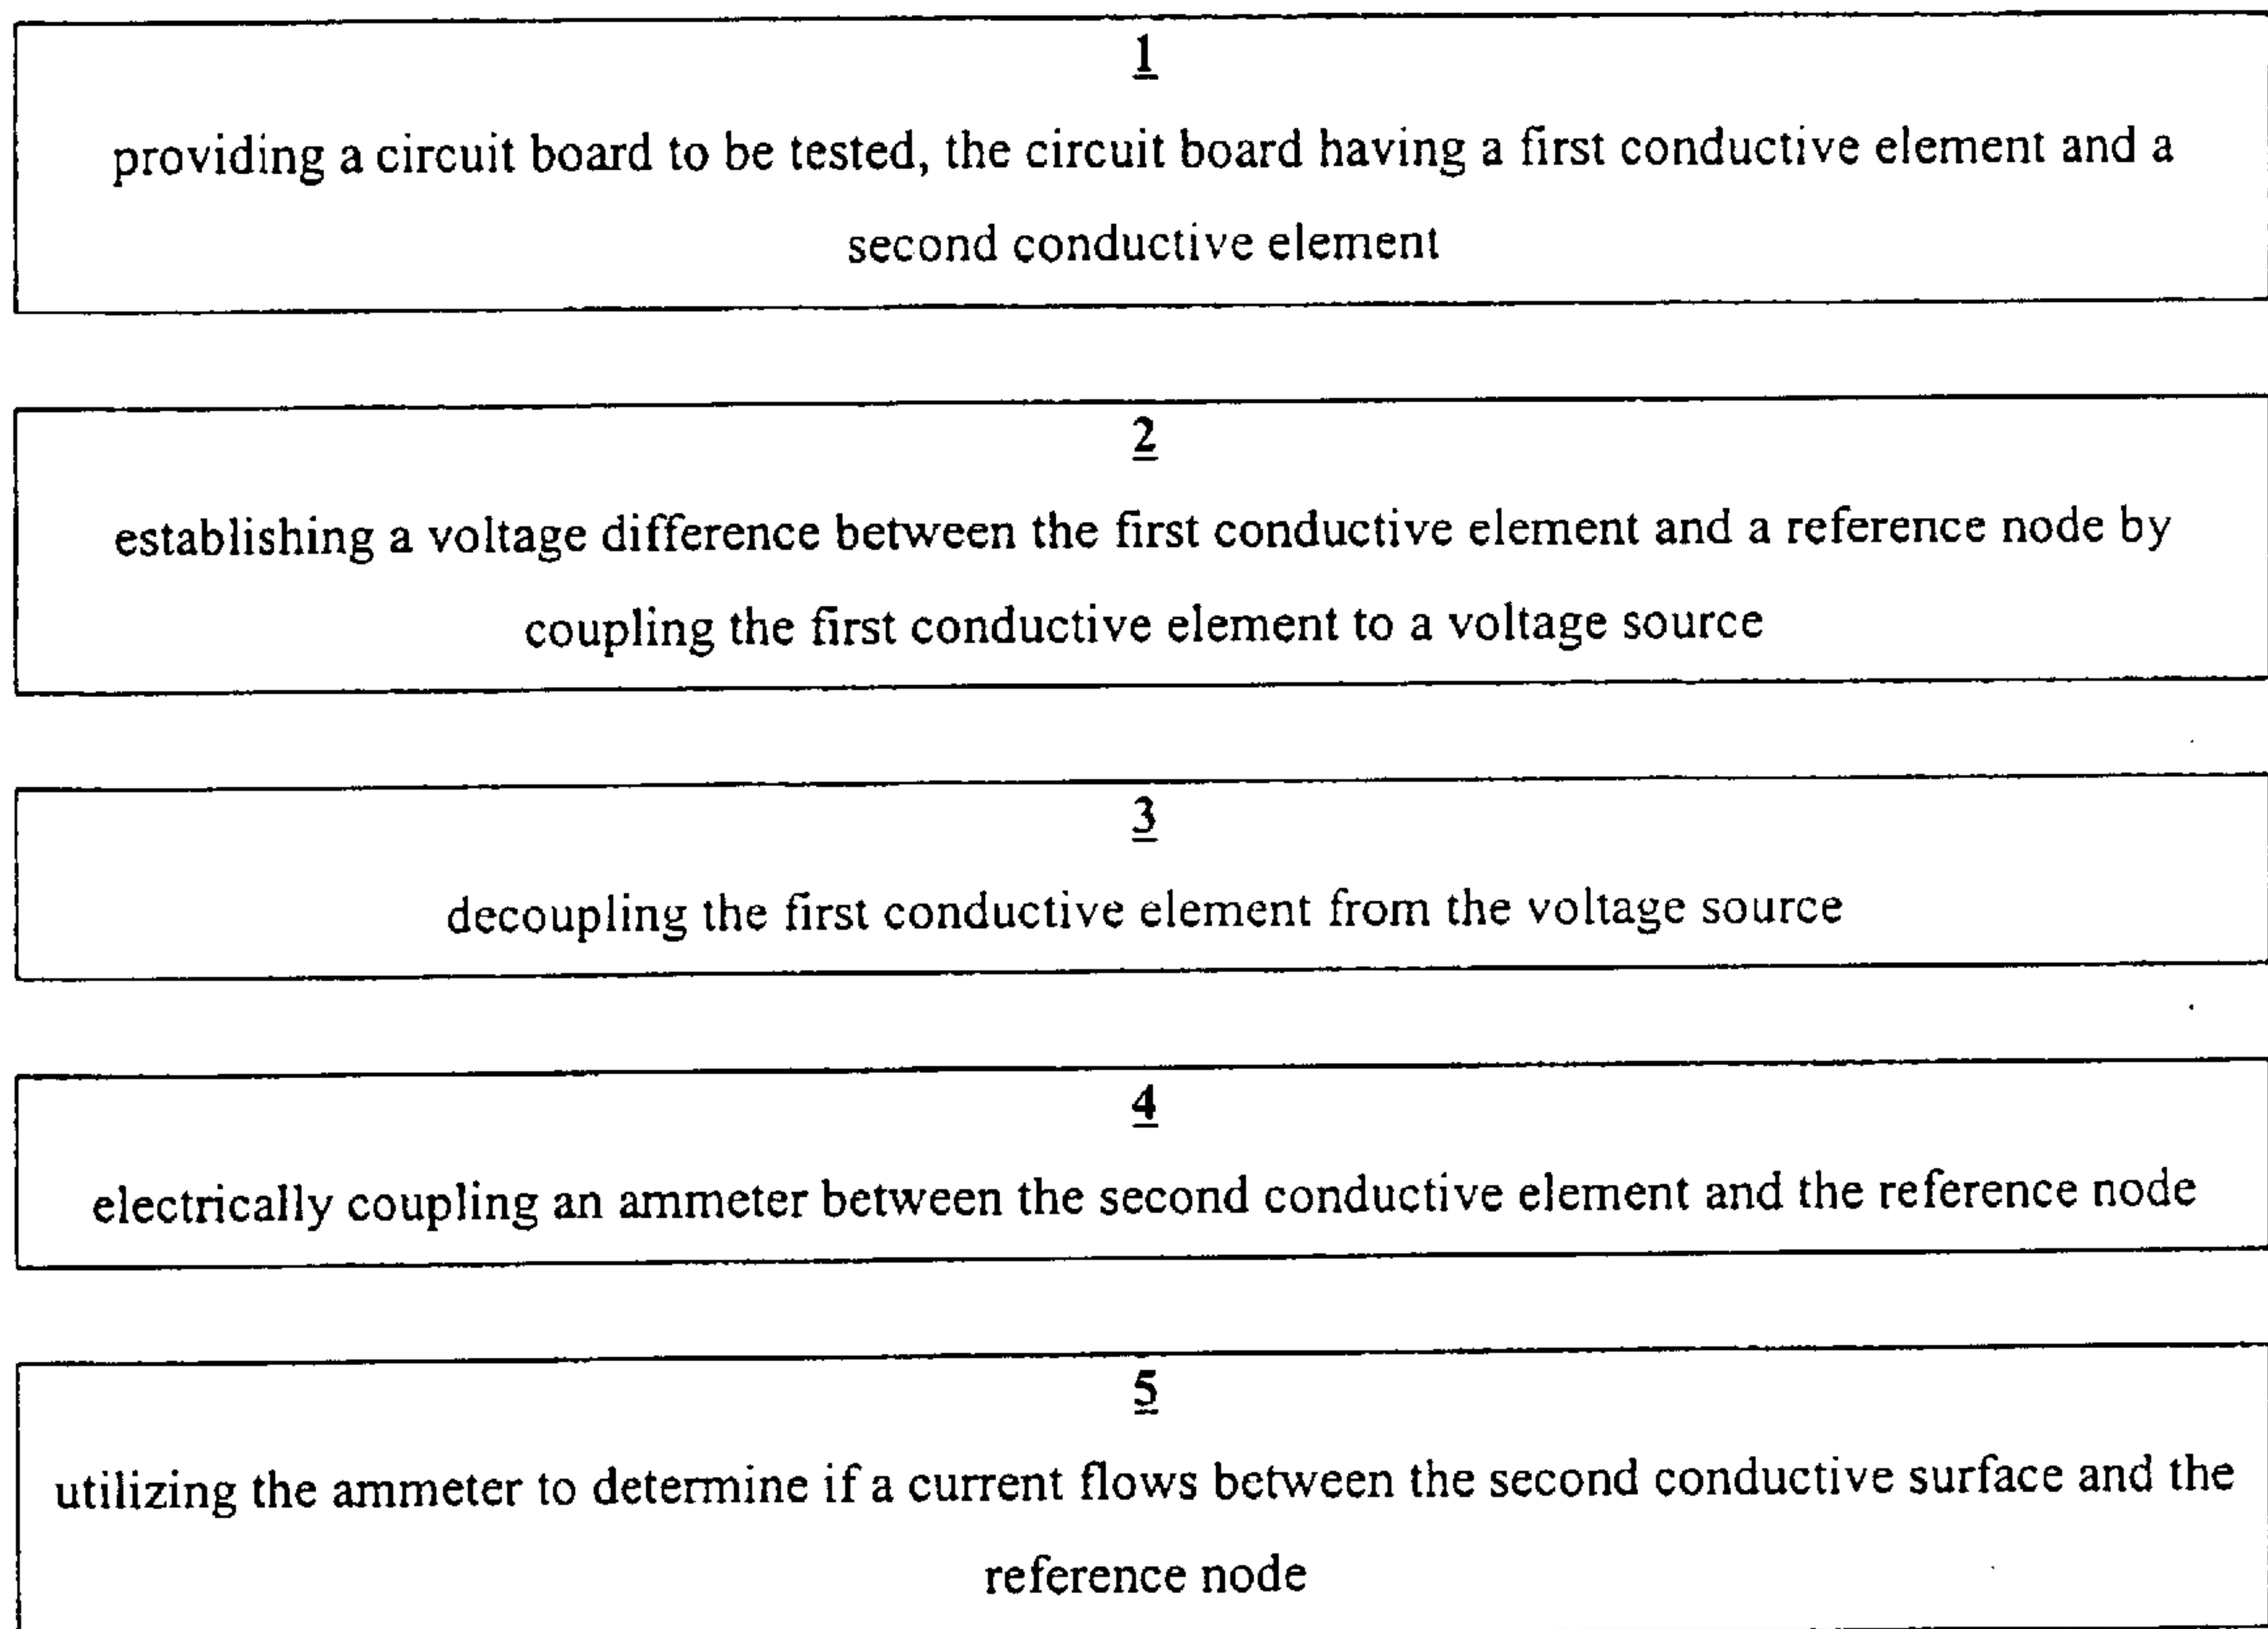 1
providing a circuit board to be tested, the circuit board having a first conductive element and a
second conductive element
2
establishing a voltage difference between the first conductive element and a reference node by
coupling the first conductive element to a voltage source
3
decoupling the first conductive element from the voltage source
4
electrically coupling an ammeter between the second conductive element and the reference node
5
utilizing the ammeter to determine if a current flows between the second conductive surface and the
reference node